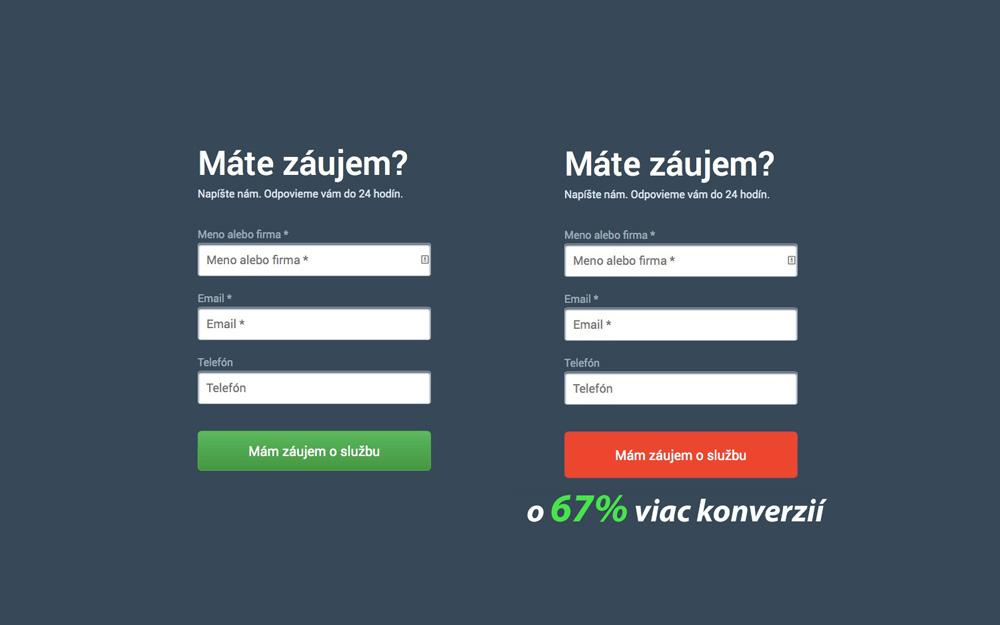 Máte záujem?
Napíšte nám. Odpovieme vám do 24 hodín.
Meno alebo firma *
Meno alebo firma *
Email *
Email *
Telefón
Telefón
Mám záujem o službu
Máte záujem?
Napíšte nám. Odpovieme vám do 24 hodín.
Meno alebo firma *
Meno alebo firma *
Email *
Email *
Telefón
Telefón
Mám záujem o službu
o 67% viac konverzií